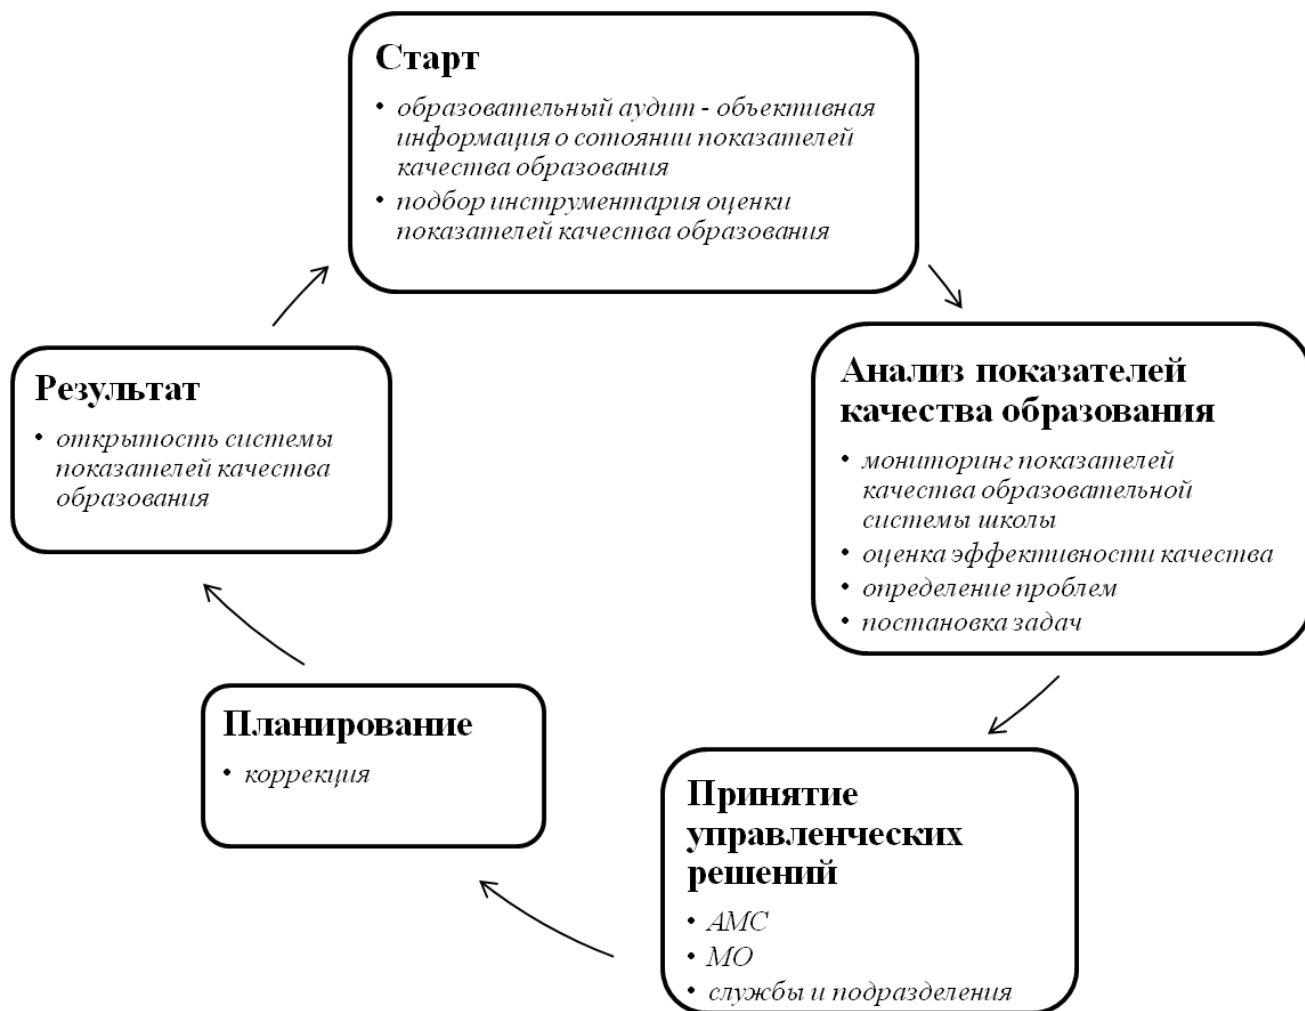 Старт
• образовательный аудит - объективная
информация о сотоянии показателей
качества образования
• подбор инструментария оценки
показателей качества образования
Анализ показателей
качества образования
• мониторинг показателей
качества образовательной
системы школы
• оценка эффективности качества
• определение проблем
• постановка задач
Принятие
управленческих
решений
• АМС
• МО
• службы и подразделения
Планирование
• коррекция
Результат
• открытость системы
показателей качества
образования